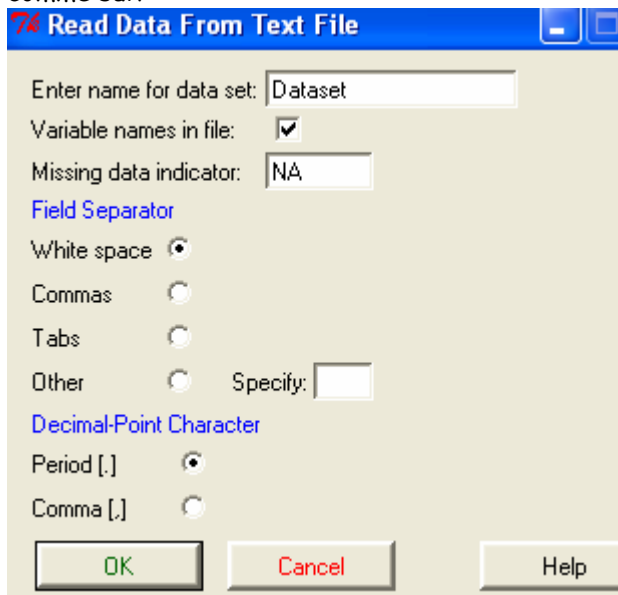 Read Data From Text File
Enter name for data set: Dataset
Variable names in file:
Missing data indicator: NA
Field Separator
White space
Commas
Tabs
Other Specify:
Decimal-Point Character
Period [.]
Comma [,]
OK Cancel Help